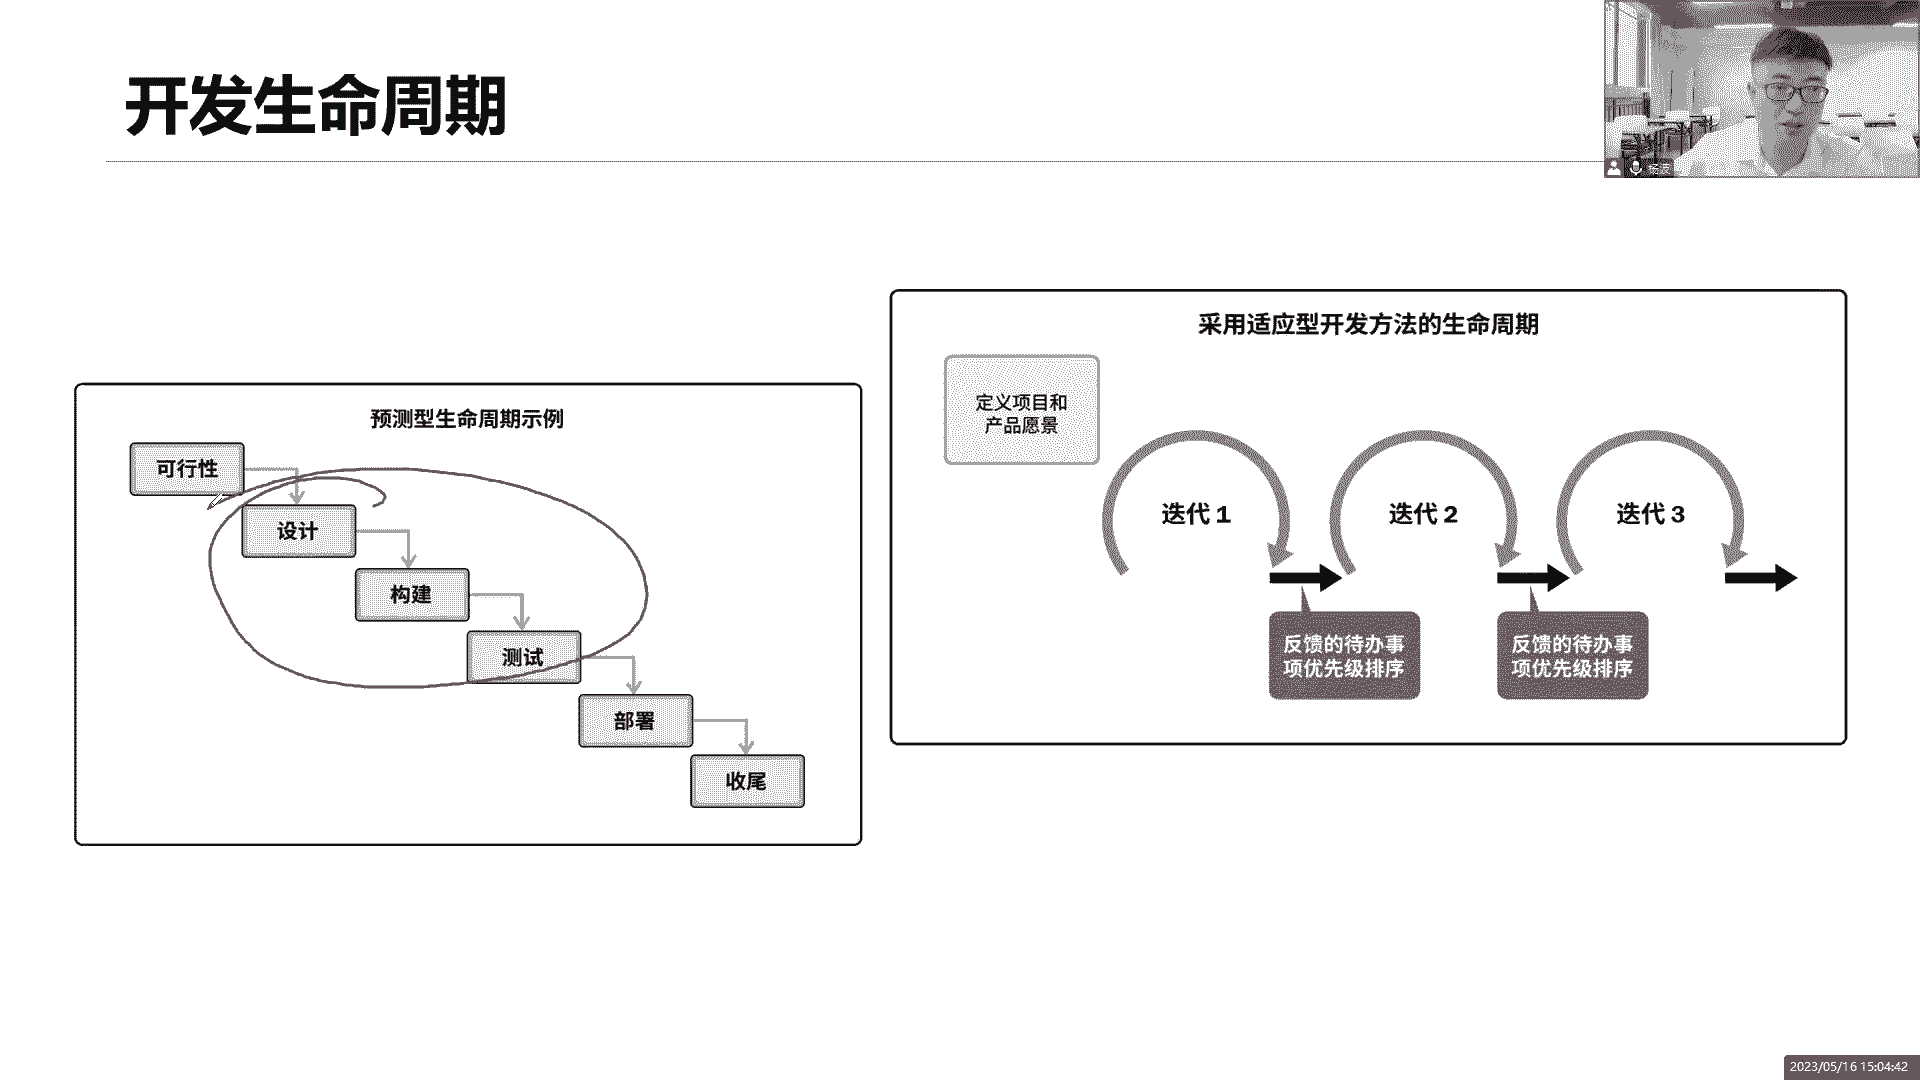 开发生命周期
杨波
采用适应型开发方法的生命周期
定义项目和
产品愿景
迭代 1
迭代 2
迭代 3
反馈的待办事
项优先级排序
反馈的待办事
项优先级排序
预测型生命周期示例
可行性
设计
构建
测试
部署
收尾
2023/05/16 15:04:42